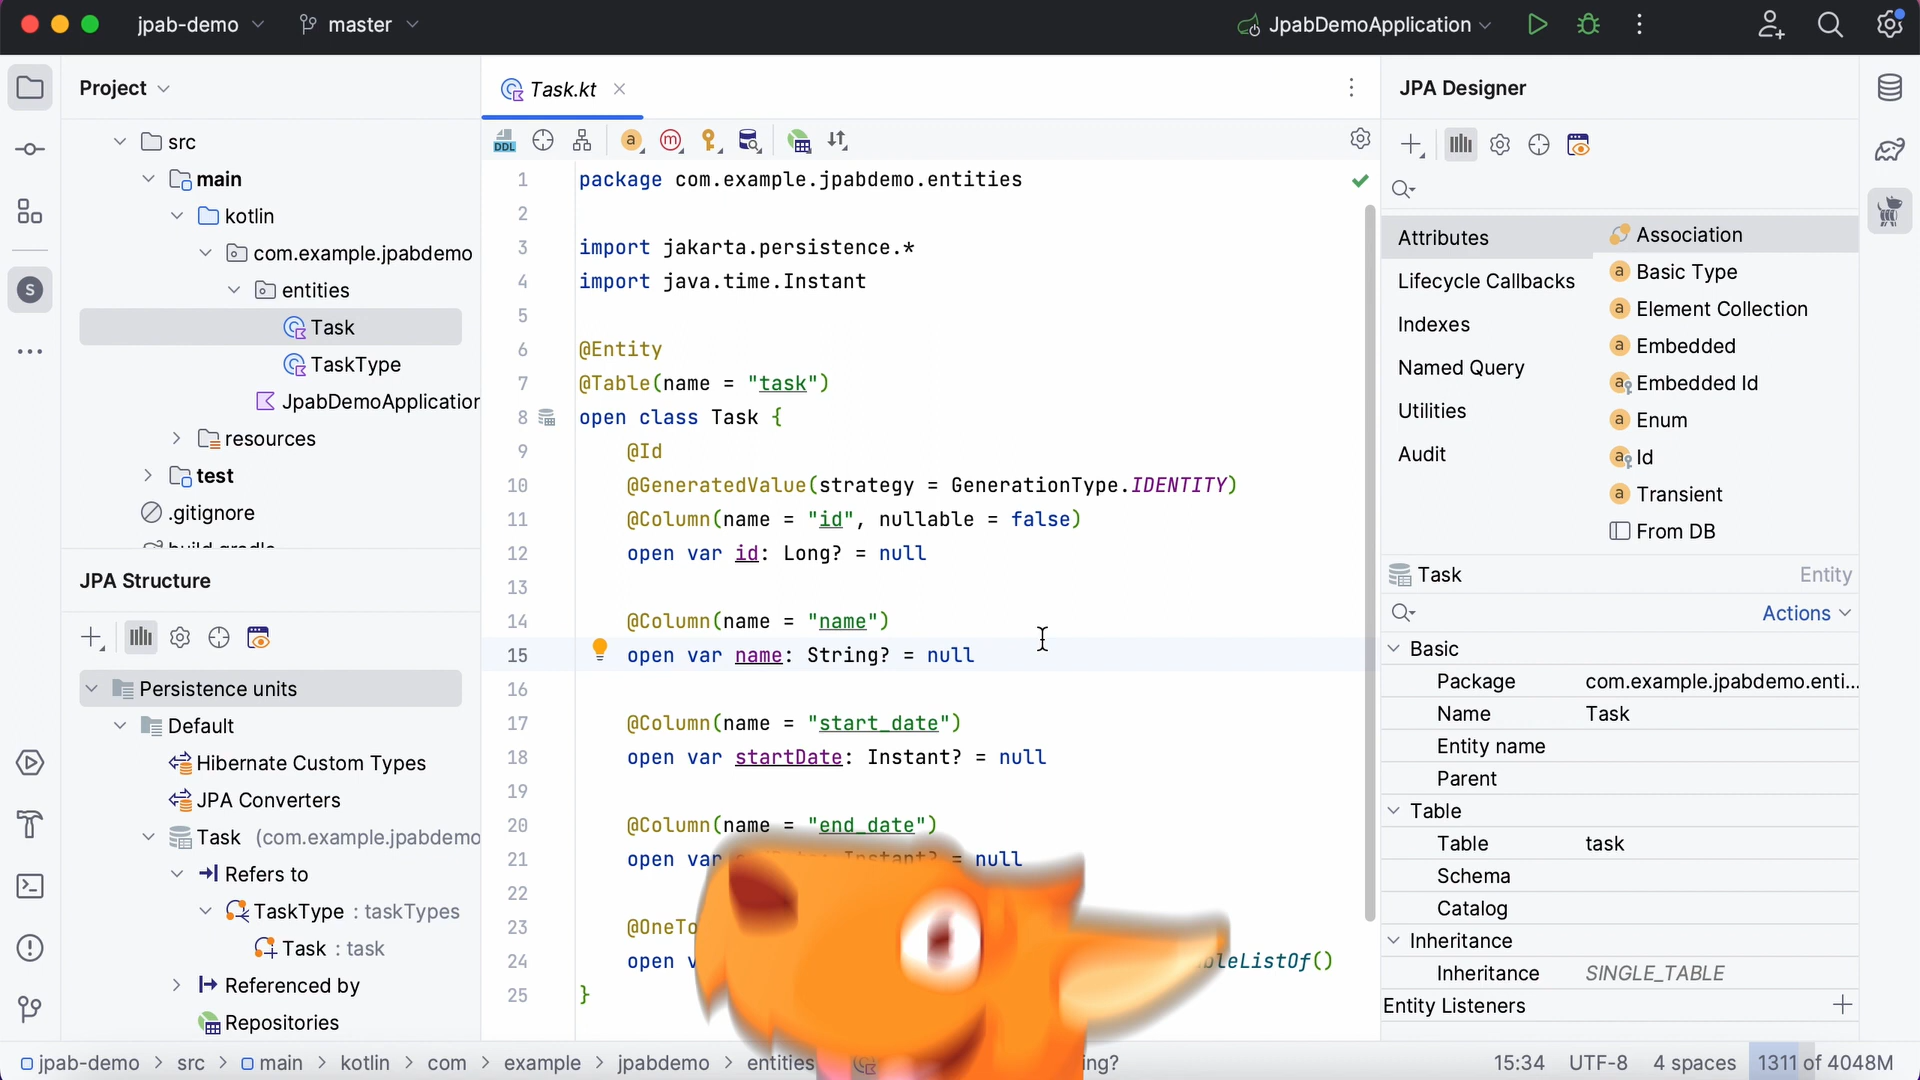 jpab-demo
master
JpabDemoApplication
Project
src
main
kotlin
com.example.jpabdemo
entities
Task
TaskType
JpabDemoApplication
resources
test
.gitignore
JPA Structure
Persistence units
Default
Hibernate Custom Types
JPA Converters
Task (com.example.jpabdemo
Refers to
TaskType : taskTypes
Task : task
Referenced by
Repositories
Task.kt
DDL
1 package com.example.jpabdemo.entities
2
3 import jakarta.persistence.*
4 import java.time.Instant
5
6 @Entity
7 @Table(name = "task")
8 open class Task {
9 @Id
10 @GeneratedValue(strategy = GenerationType.IDENTITY)
11 @Column(name = "id", nullable = false)
12 open var id: Long? = null
13
14 @Column(name = "name")
15 open var name: String? = null
16
17 @Column(name = "start_date")
18 open var startDate: Instant? = null
19
20 @Column(name = "end_date")
21 open var Instant? = null
22
23 @OneTo
24 open v bleListOf()
25 }
JPA Designer
Attributes
Lifecycle Callbacks
Indexes
Named Query
Utilities
Audit
Association
Basic Type
Element Collection
Embedded
Embedded Id
Enum
Id
Transient
From DB
Task Entity
Actions
Basic
Package com.example.jpabdemo.enti...
Name Task
Entity name
Parent
Table
Table task
Schema
Catalog
Inheritance
Inheritance SINGLE_TABLE
Entity Listeners
jpab-demo > src > main > kotlin > com > example > jpabdemo > entities ing?
15:34 UTF-8 4 spaces 1311 of 4048M